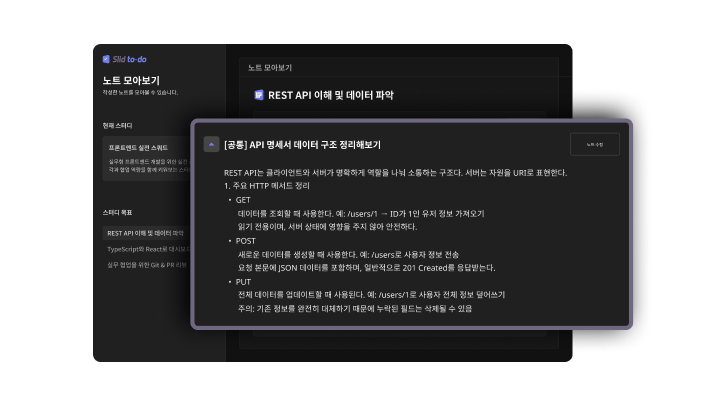 Slid to-do
노트 모아보기
작성한 노트를 모아볼 수 있습니다.
현재 스터디
프론트엔드 실전 스쿼드
실무형 프론트엔드 개발을 위한 실전
각과 협업 역량을 함께 키워보는 스터
스터디 목표
REST API 이해 및 데이터 파악
TypeScript와 React로 대시보드
실무 협업을 위한 Git & PR 리뷰
노트 모아보기
REST API 이해 및 데이터 파악
[공통] API 명세서 데이터 구조 정리해보기
노트 수정
REST API는 클라이언트와 서버가 명확하게 역할을 나눠 소통하는 구조다. 서버는 자원을 URI로 표현한다.
1. 주요 HTTP 메서드 정리
• GET
데이터를 조회할 때 사용한다. 예: /users/1 → ID가 1인 유저 정보 가져오기
읽기 전용이며, 서버 상태에 영향을 주지 않아 안전하다.
• POST
새로운 데이터를 생성할 때 사용한다. 예: /users로 사용자 정보 전송
요청 본문에 JSON 데이터를 포함하며, 일반적으로 201 Created를 응답받는다.
• PUT
전체 데이터를 업데이트할 때 사용된다. 예: /users/1로 사용자 전체 정보 덮어쓰기
주의: 기존 정보를 완전히 대체하기 때문에 누락된 필드는 삭제될 수 있음